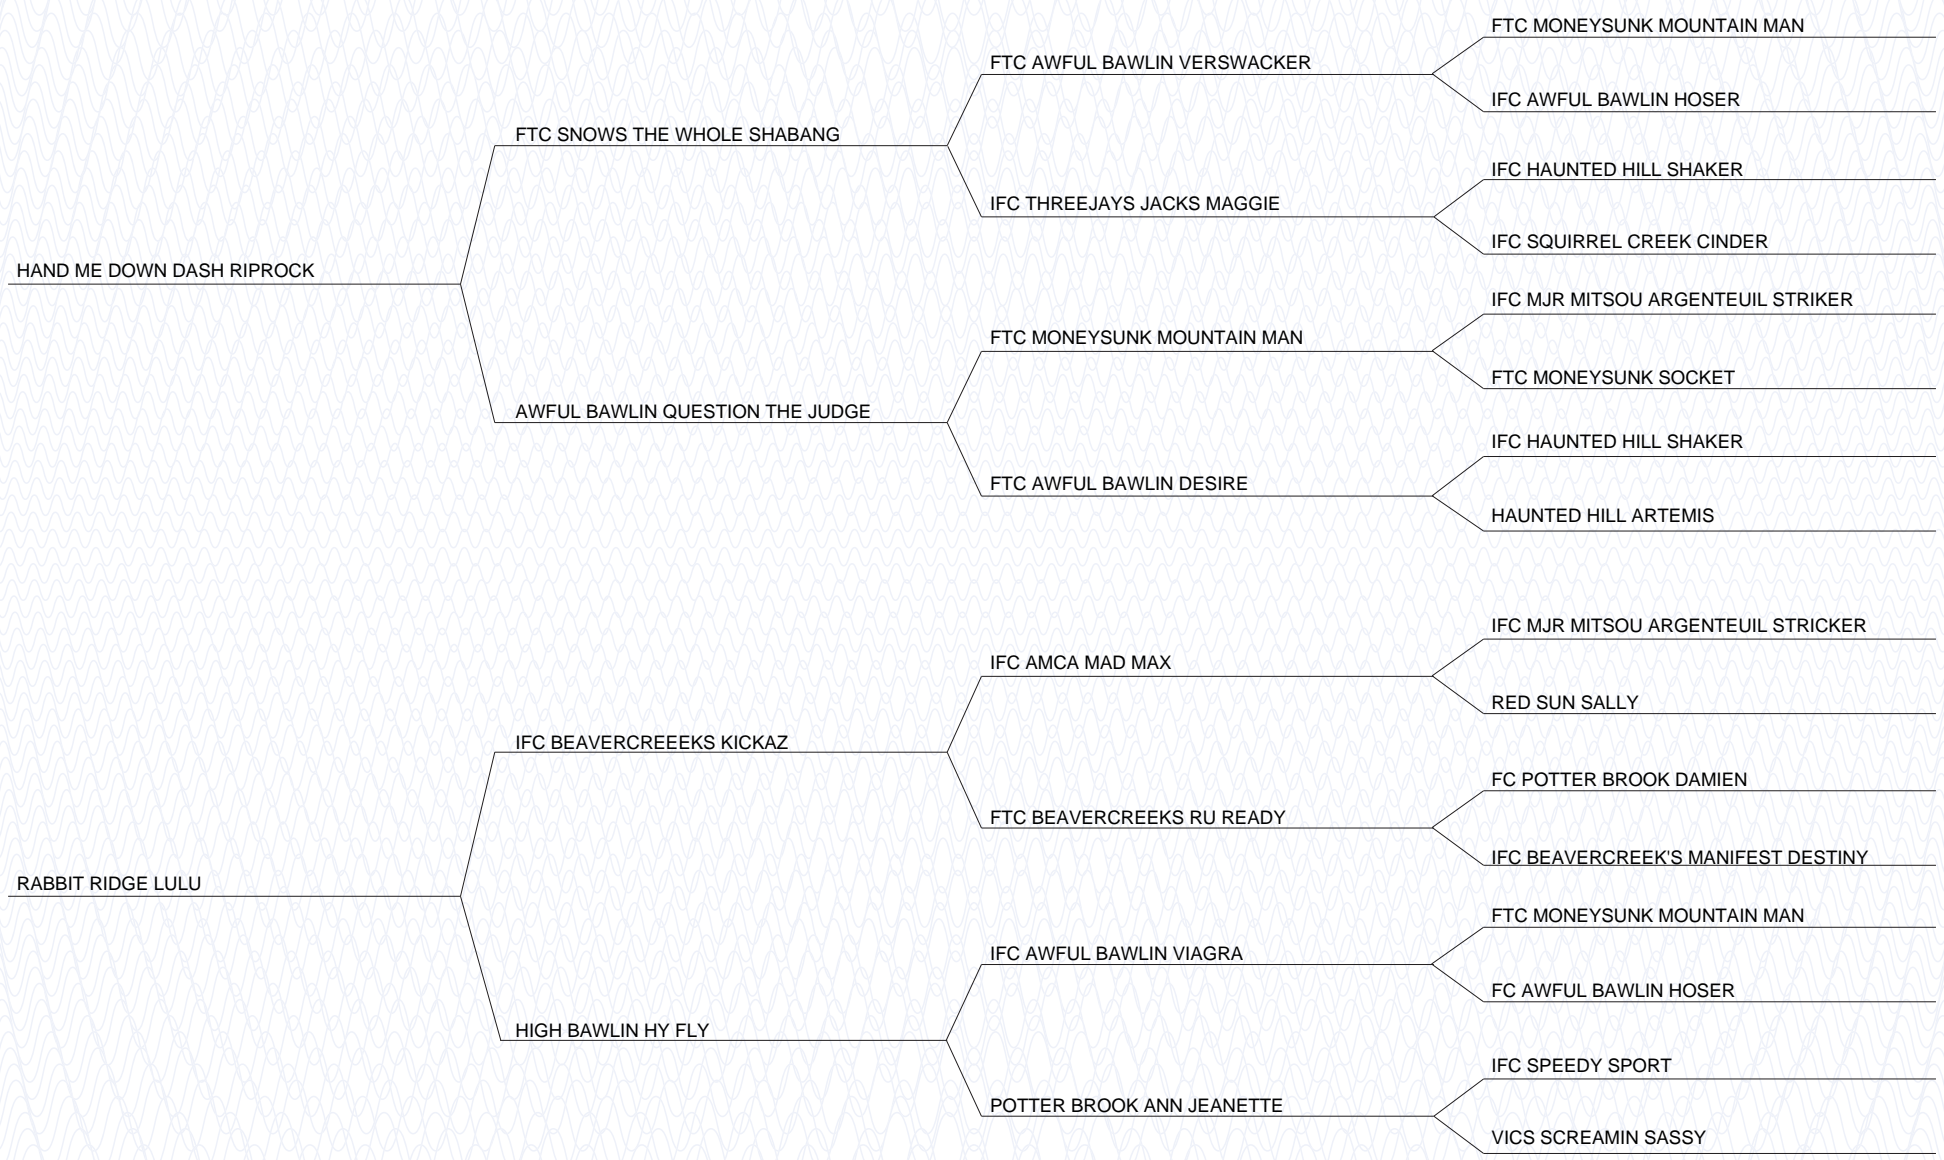 FTC MONEYSUNK MOUNTAIN MAN
FTC AWFUL BAWLIN VERSWACKER
IFC AWFUL BAWLIN HOSER
FTC SNOWS THE WHOLE SHABANG
IFC HAUNTED HILL SHAKER
IFC THREEJAYS JACKS MAGGIE
IFC SQUIRREL CREEK CINDER
HAND ME DOWN DASH RIPROCK
IFC MJR MITSOU ARGENTEUIL STRIKER
FTC MONEYSUNK MOUNTAIN MAN
FTC MONEYSUNK SOCKET
AWFUL BAWLIN QUESTION THE JUDGE
IFC HAUNTED HILL SHAKER
FTC AWFUL BAWLIN DESIRE
HAUNTED HILL ARTEMIS
IFC MJR MITSOU ARGENTEUIL STRICKER
IFC AMCA MAD MAX
RED SUN SALLY
IFC BEAVERCREEEKS KICKAZ
FC POTTER BROOK DAMIEN
FTC BEAVERCREEKS RU READY
IFC BEAVERCREEK'S MANIFEST DESTINY
RABBIT RIDGE LULU
FTC MONEYSUNK MOUNTAIN MAN
IFC AWFUL BAWLIN VIAGRA
FC AWFUL BAWLIN HOSER
HIGH BAWLIN HY FLY
IFC SPEEDY SPORT
POTTER BROOK ANN JEANETTE
VICS SCREAMIN SASSY